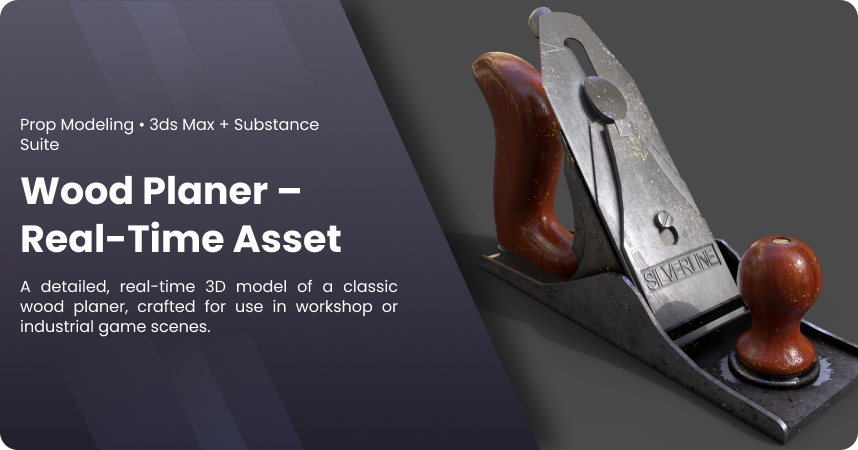 Prop Modeling • 3ds Max + Substance
Suite
Wood Planer –
Real-Time Asset
A detailed, real-time 3D model of a classic
wood planer, crafted for use in workshop or
industrial game scenes.
SILVERLINE